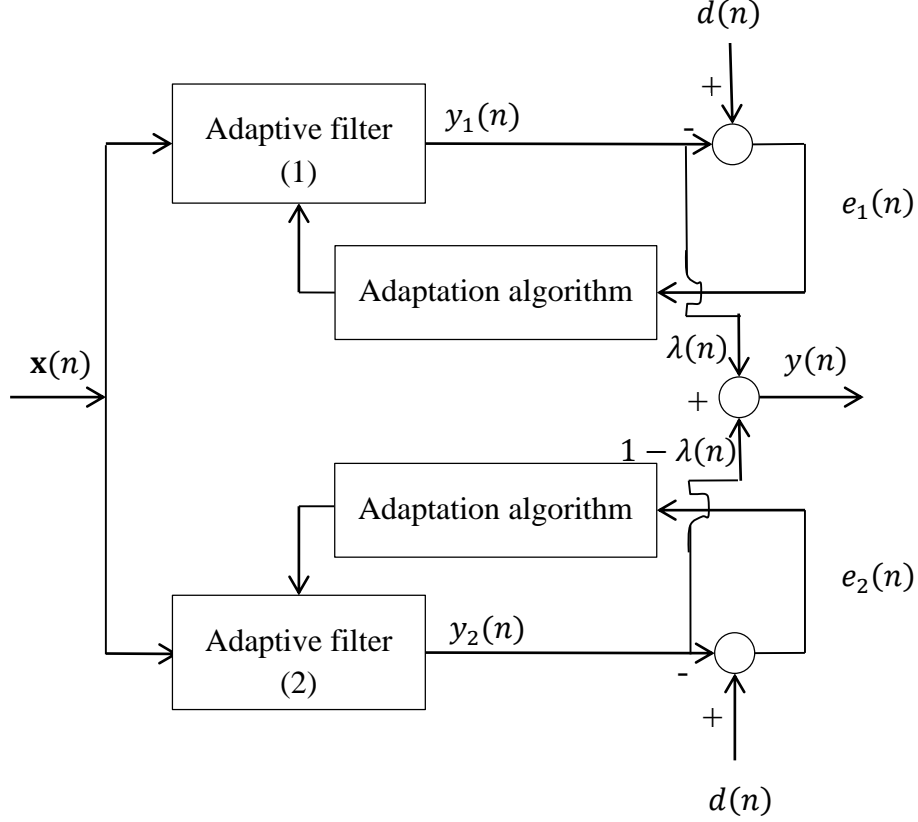 d(n)
+
Adaptive filter
(1)
y₁(n)
-
e₁(n)
Adaptation algorithm
x(n)
λ(n)
y(n)
+
1 − λ(n)
Adaptation algorithm
e₂(n)
Adaptive filter
(2)
y₂(n)
-
+
d(n)